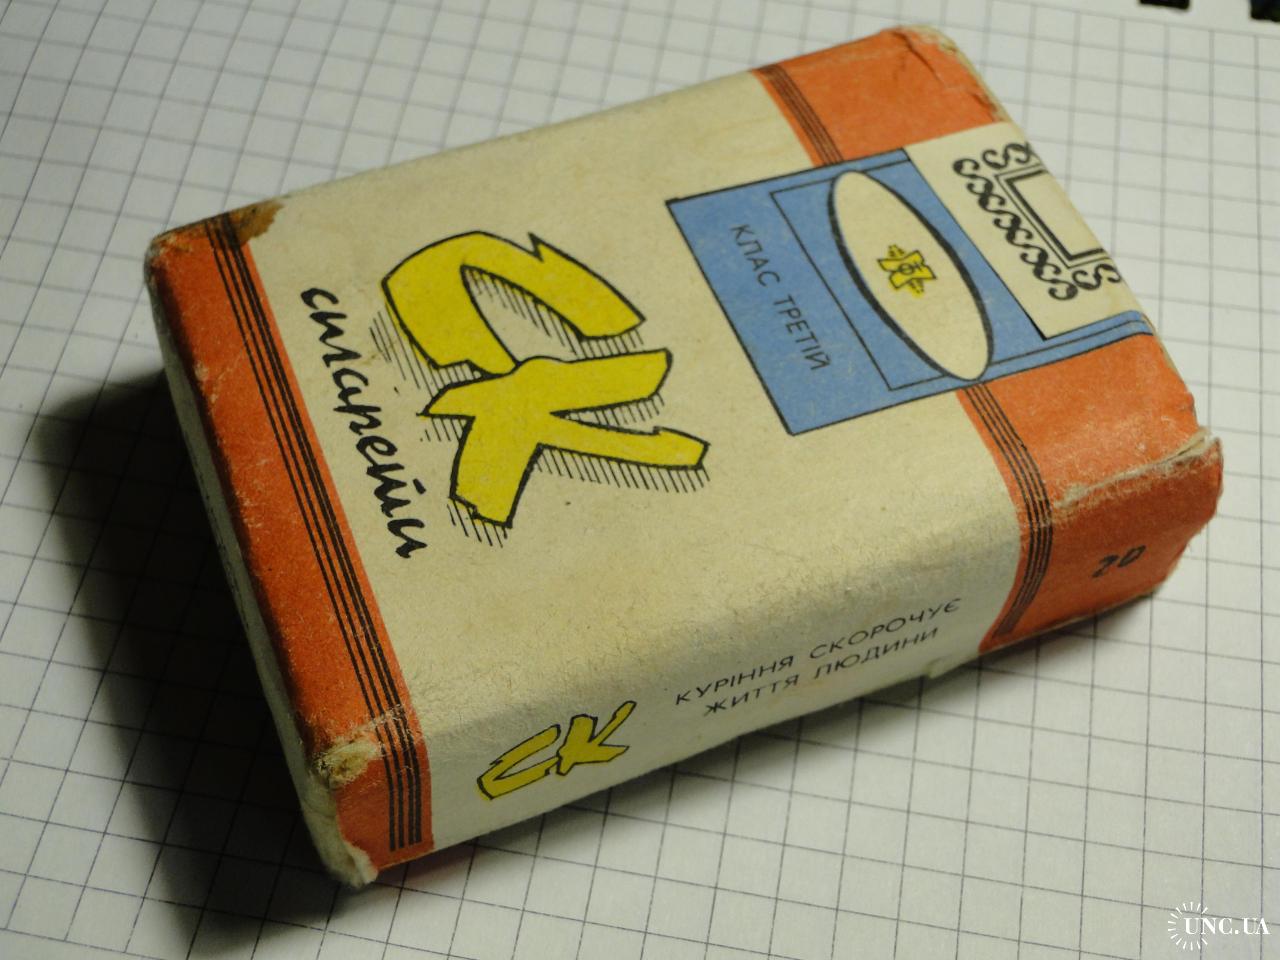 СК
сигарети
КЛАС ТРЕТІЙ
СК
КУРІННЯ СКОРОЧУЄ
ЖИТТЯ ЛЮДИНИ
20
UNC.UA